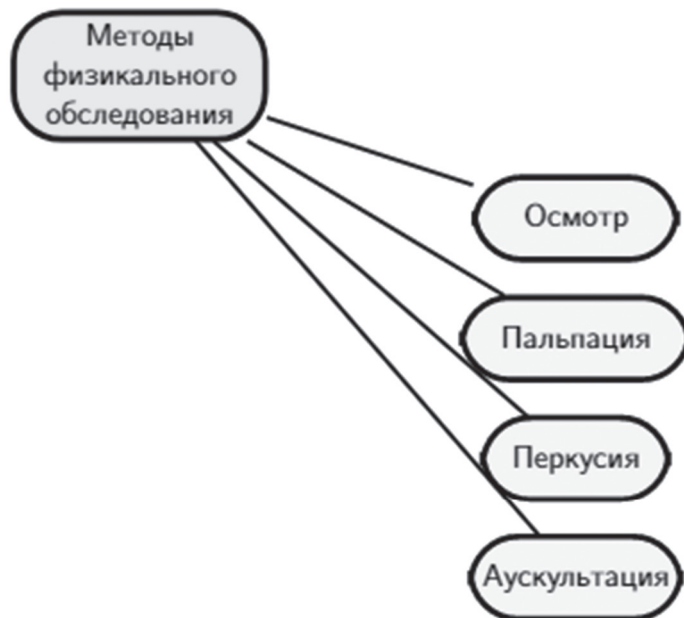 Методы
физикального
обследования
Осмотр
Пальпация
Перкусия
Аускультация